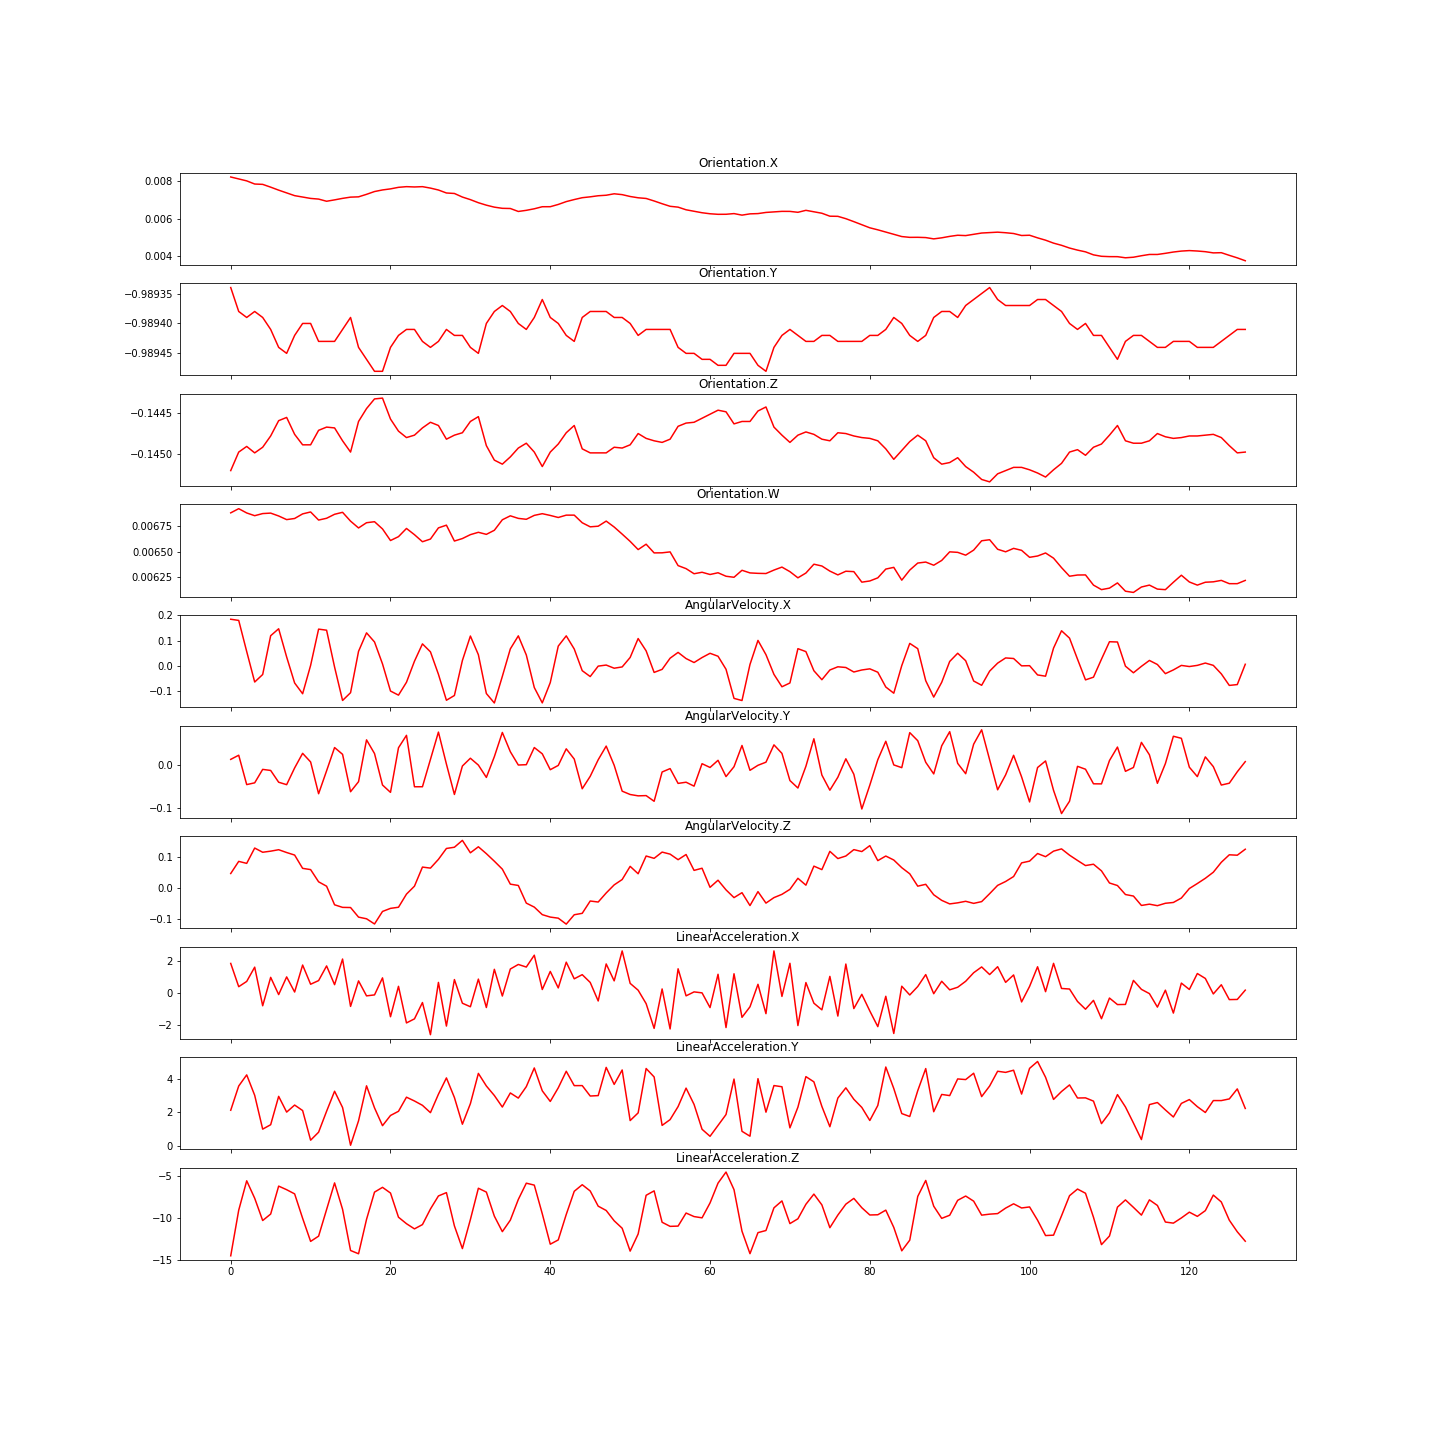 Orientation.X
0.008
0.006
0.004
Orientation.Y
−0.98935
−0.98940
−0.98945
Orientation.Z
−0.1445
−0.1450
Orientation.W
0.00675
0.00650
0.00625
AngularVelocity.X
0.2
0.1
0.0
−0.1
AngularVelocity.Y
0.0
−0.1
AngularVelocity.Z
0.1
0.0
−0.1
LinearAcceleration.X
2
0
−2
LinearAcceleration.Y
4
2
0
LinearAcceleration.Z
−5
−10
−15
0 20 40 60 80 100 120